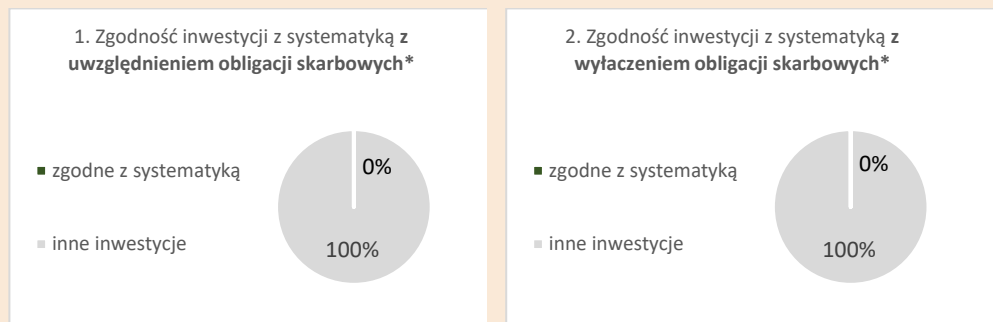 1. Zgodność inwestycji z systematyką z
uwzględnieniem obligacji skarbowych*
zgodne z systematyką
0%
inne inwestycje
100%
2. Zgodność inwestycji z systematyką z
wyłaczeniem obligacji skarbowych*
zgodne z systematyką
0%
inne inwestycje
100%